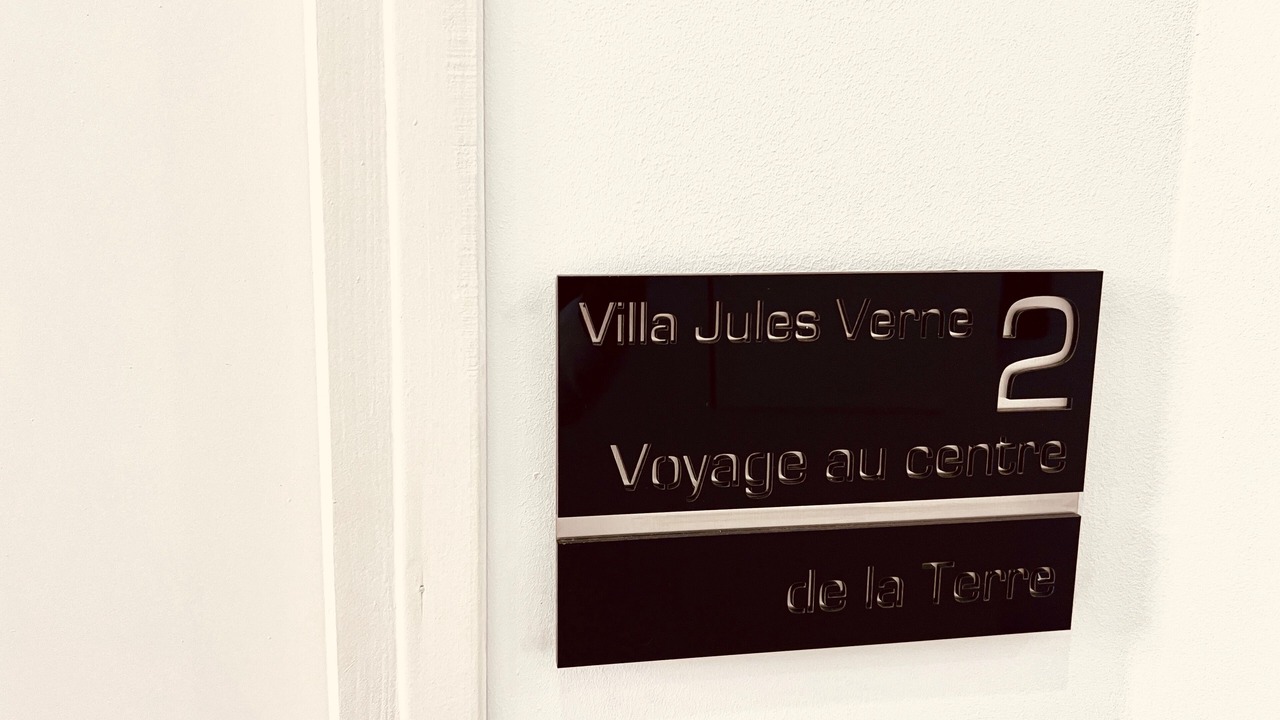 Villa Jules Verne
2
Voyage au centre
de la Terre